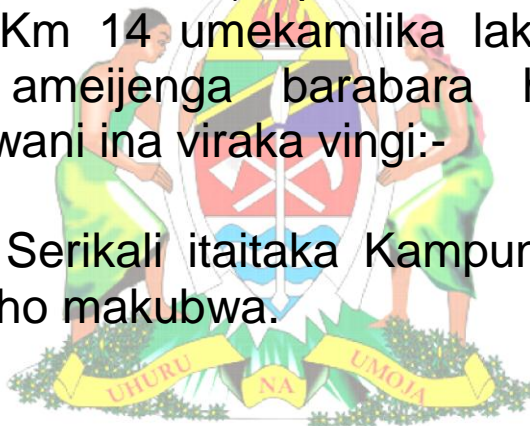 Km 14 umekamilika lak
ameijenga barabara h
wani ina viraka vingi:-
Serikali itaitaka Kampun
ho makubwa.
UHURU NA UMOJA